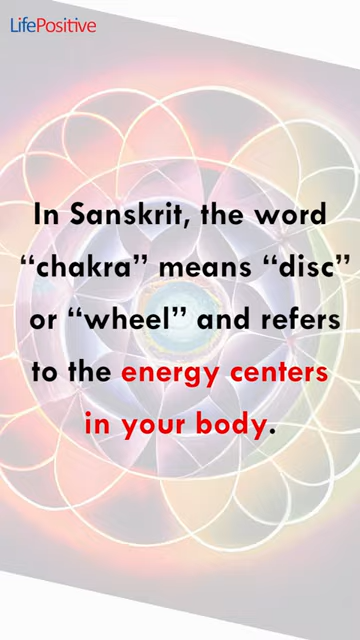 LifePositive
In Sanskrit, the word
“chakra” means “disc”
or “wheel” and refers
to the energy centers
in your body.